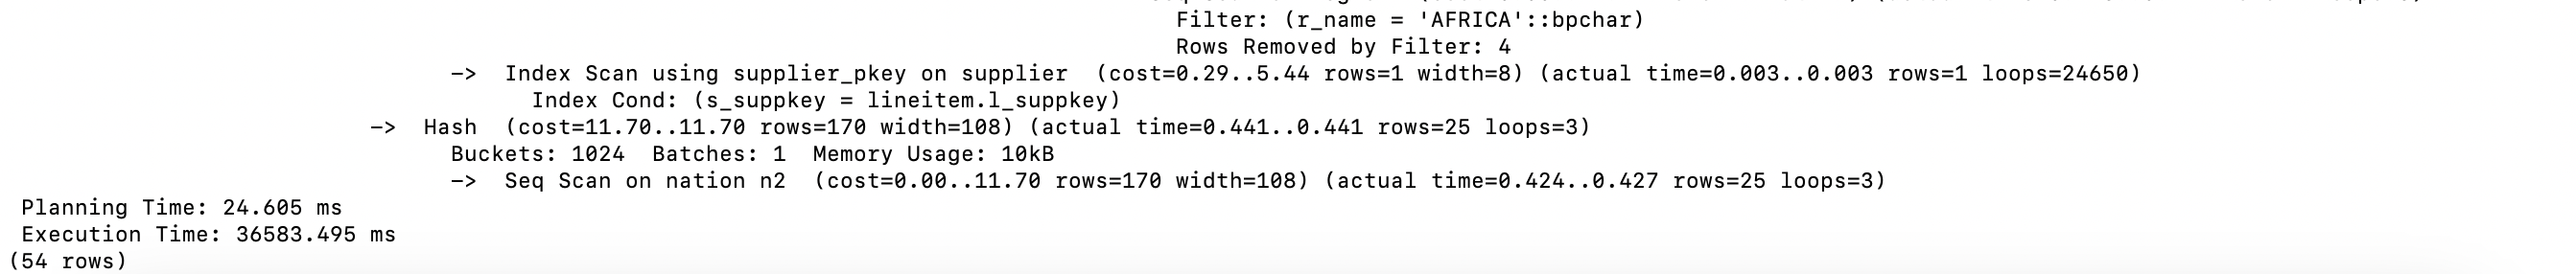 Filter: (r_name = 'AFRICA'::bpchar)
Rows Removed by Filter: 4
->  Index Scan using supplier_pkey on supplier  (cost=0.29..5.44 rows=1 width=8) (actual time=0.003..0.003 rows=1 loops=24650)
Index Cond: (s_suppkey = lineitem.l_suppkey)
->  Hash  (cost=11.70..11.70 rows=170 width=108) (actual time=0.441..0.441 rows=25 loops=3)
Buckets: 1024  Batches: 1  Memory Usage: 10kB
->  Seq Scan on nation n2  (cost=0.00..11.70 rows=170 width=108) (actual time=0.424..0.427 rows=25 loops=3)
Planning Time: 24.605 ms
Execution Time: 36583.495 ms
(54 rows)